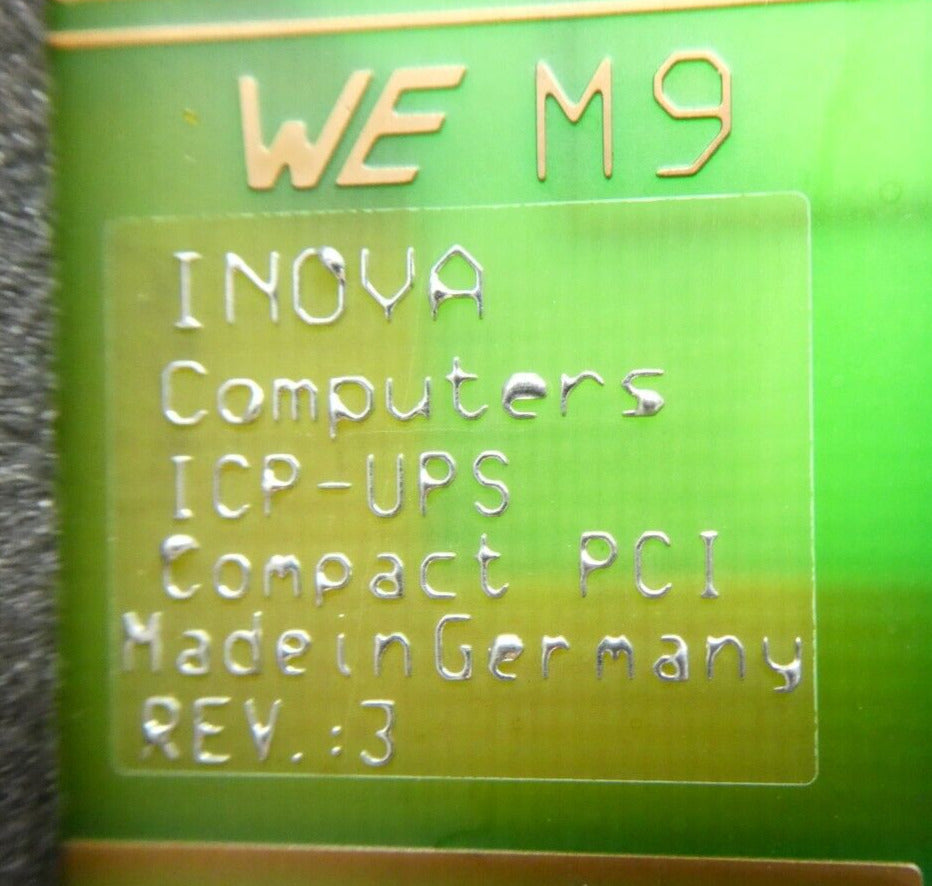 WE M9
INOVA
Computers
ICP-UPS
Compact PCI
MadeinGermany
REV.:3